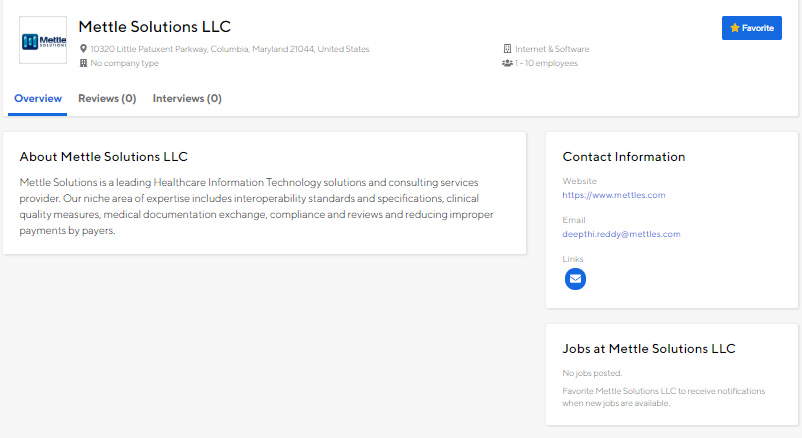 Mettle
SOLUTIONS
Mettle Solutions LLC
10320 Little Patuxent Parkway, Columbia, Maryland 21044, United States
No company type
Internet & Software
1 - 10 employees
Favorite
Overview
Reviews (0)
Interviews (0)
About Mettle Solutions LLC
Mettle Solutions is a leading Healthcare Information Technology solutions and consulting services
provider. Our niche area of expertise includes interoperability standards and specifications, clinical
quality measures, medical documentation exchange, compliance and reviews and reducing improper
payments by payers.
Contact Information
Website
https://www.mettles.com
Email
deepthi.reddy@mettles.com
Links
Jobs at Mettle Solutions LLC
No jobs posted.
Favorite Mettle Solutions LLC to receive notifications
when new jobs are available.